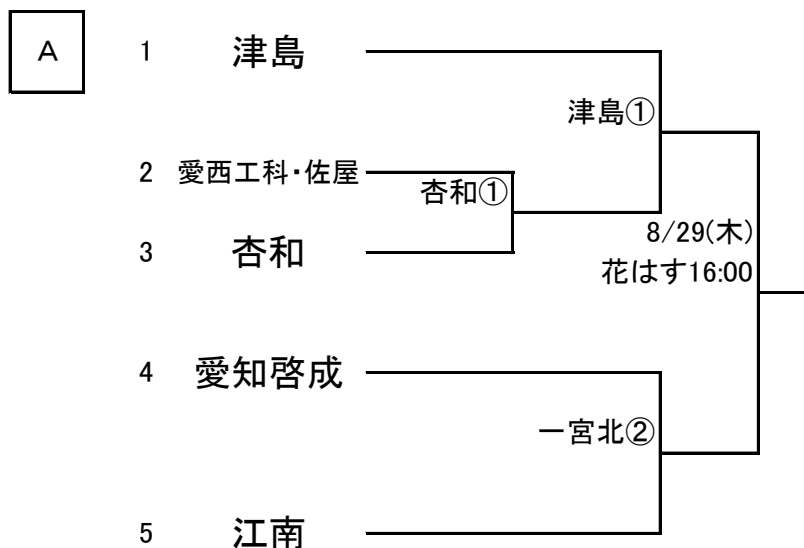 A
1 津島
津島①
2 愛西工科・佐屋
杏和①
3 杏和
8/29(木)
花はす16:00
4 愛知啓成
一宮北②
5 江南